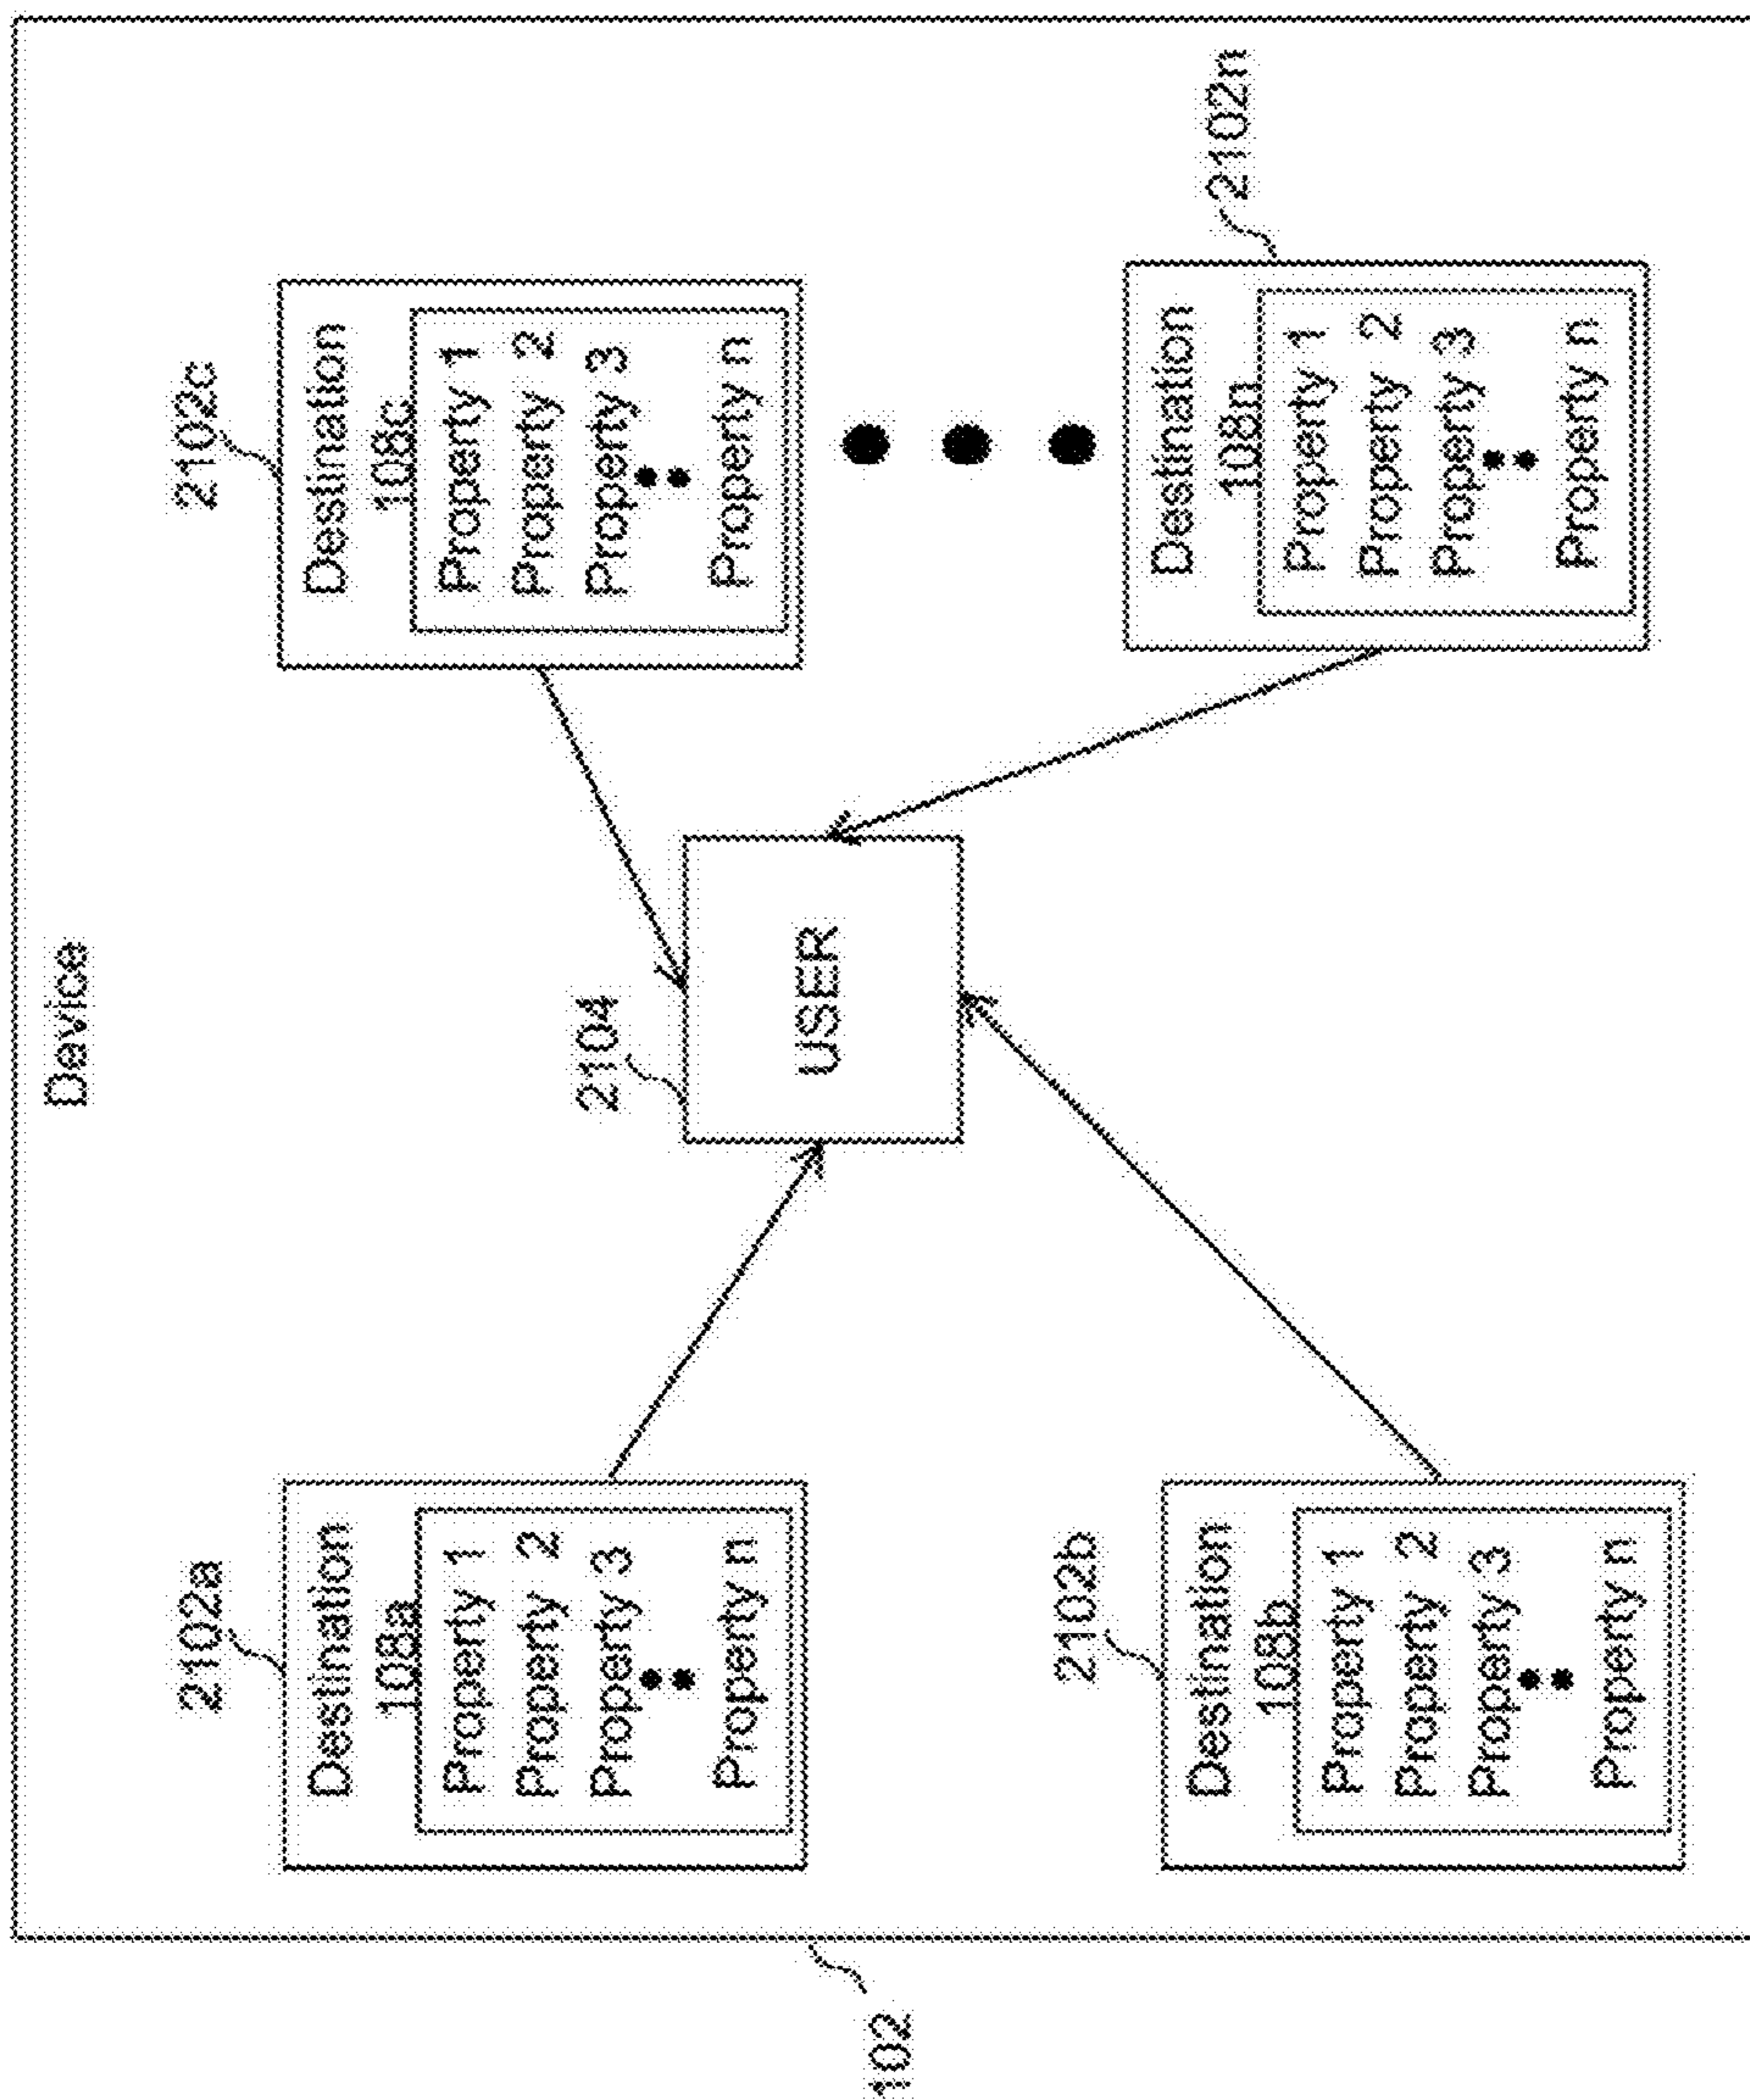 Device
2102a
Destination
108a
Property 1
Property 2
Property 3
Property n
2102c
Destination
108c
Property 1
Property 2
Property 3
Property n
2104
USER
2102b
Destination
108b
Property 1
Property 2
Property 3
Property n
2102n
Destination
108n
Property 1
Property 2
Property 3
Property n
102